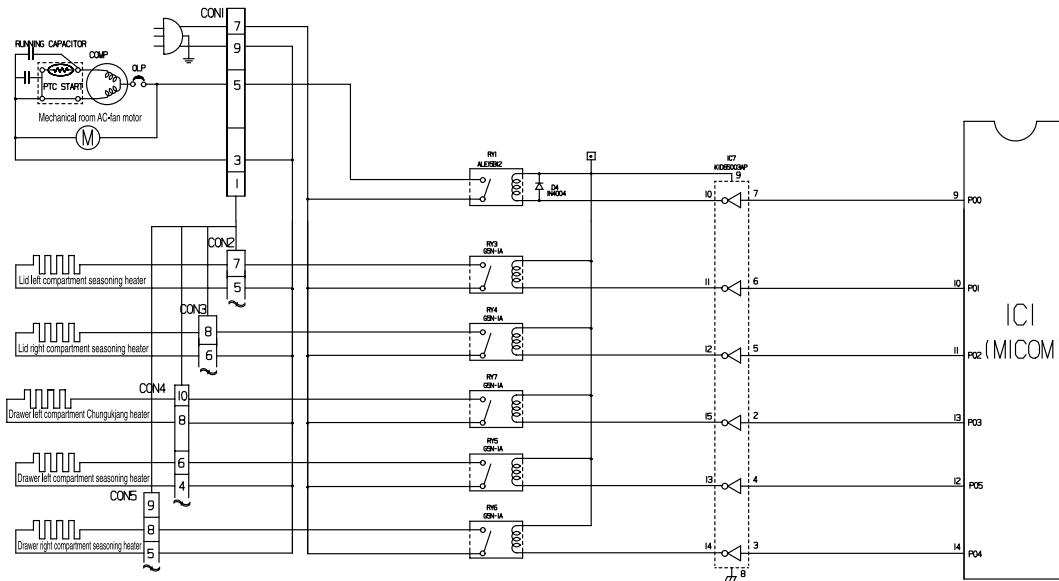 CON1
7
9
5
3
1
RUNNING CAPACITOR
COMP
OLP
PTC START
Mechanical room AC-fan motor
M
CON2
7
5
Lid left compartment seasoning heater
CON3
8
6
Lid right compartment seasoning heater
CON4
10
8
6
4
Drawer left compartment Chungukjang heater
Drawer left compartment seasoning heater
CON5
9
8
5
Drawer right compartment seasoning heater
RY1
ALE15B12
D4
1N4004
RY3
G5N-1A
RY4
G5N-1A
RY7
G5N-1A
RY5
G5N-1A
RY6
G5N-1A
IC7
KID65003AP
9
10 7
11 6
12 5
15 2
13 4
14 3
8
9 P00
10 P01
11 P02
13 P03
12 P05
14 P04
IC1
(MICOM